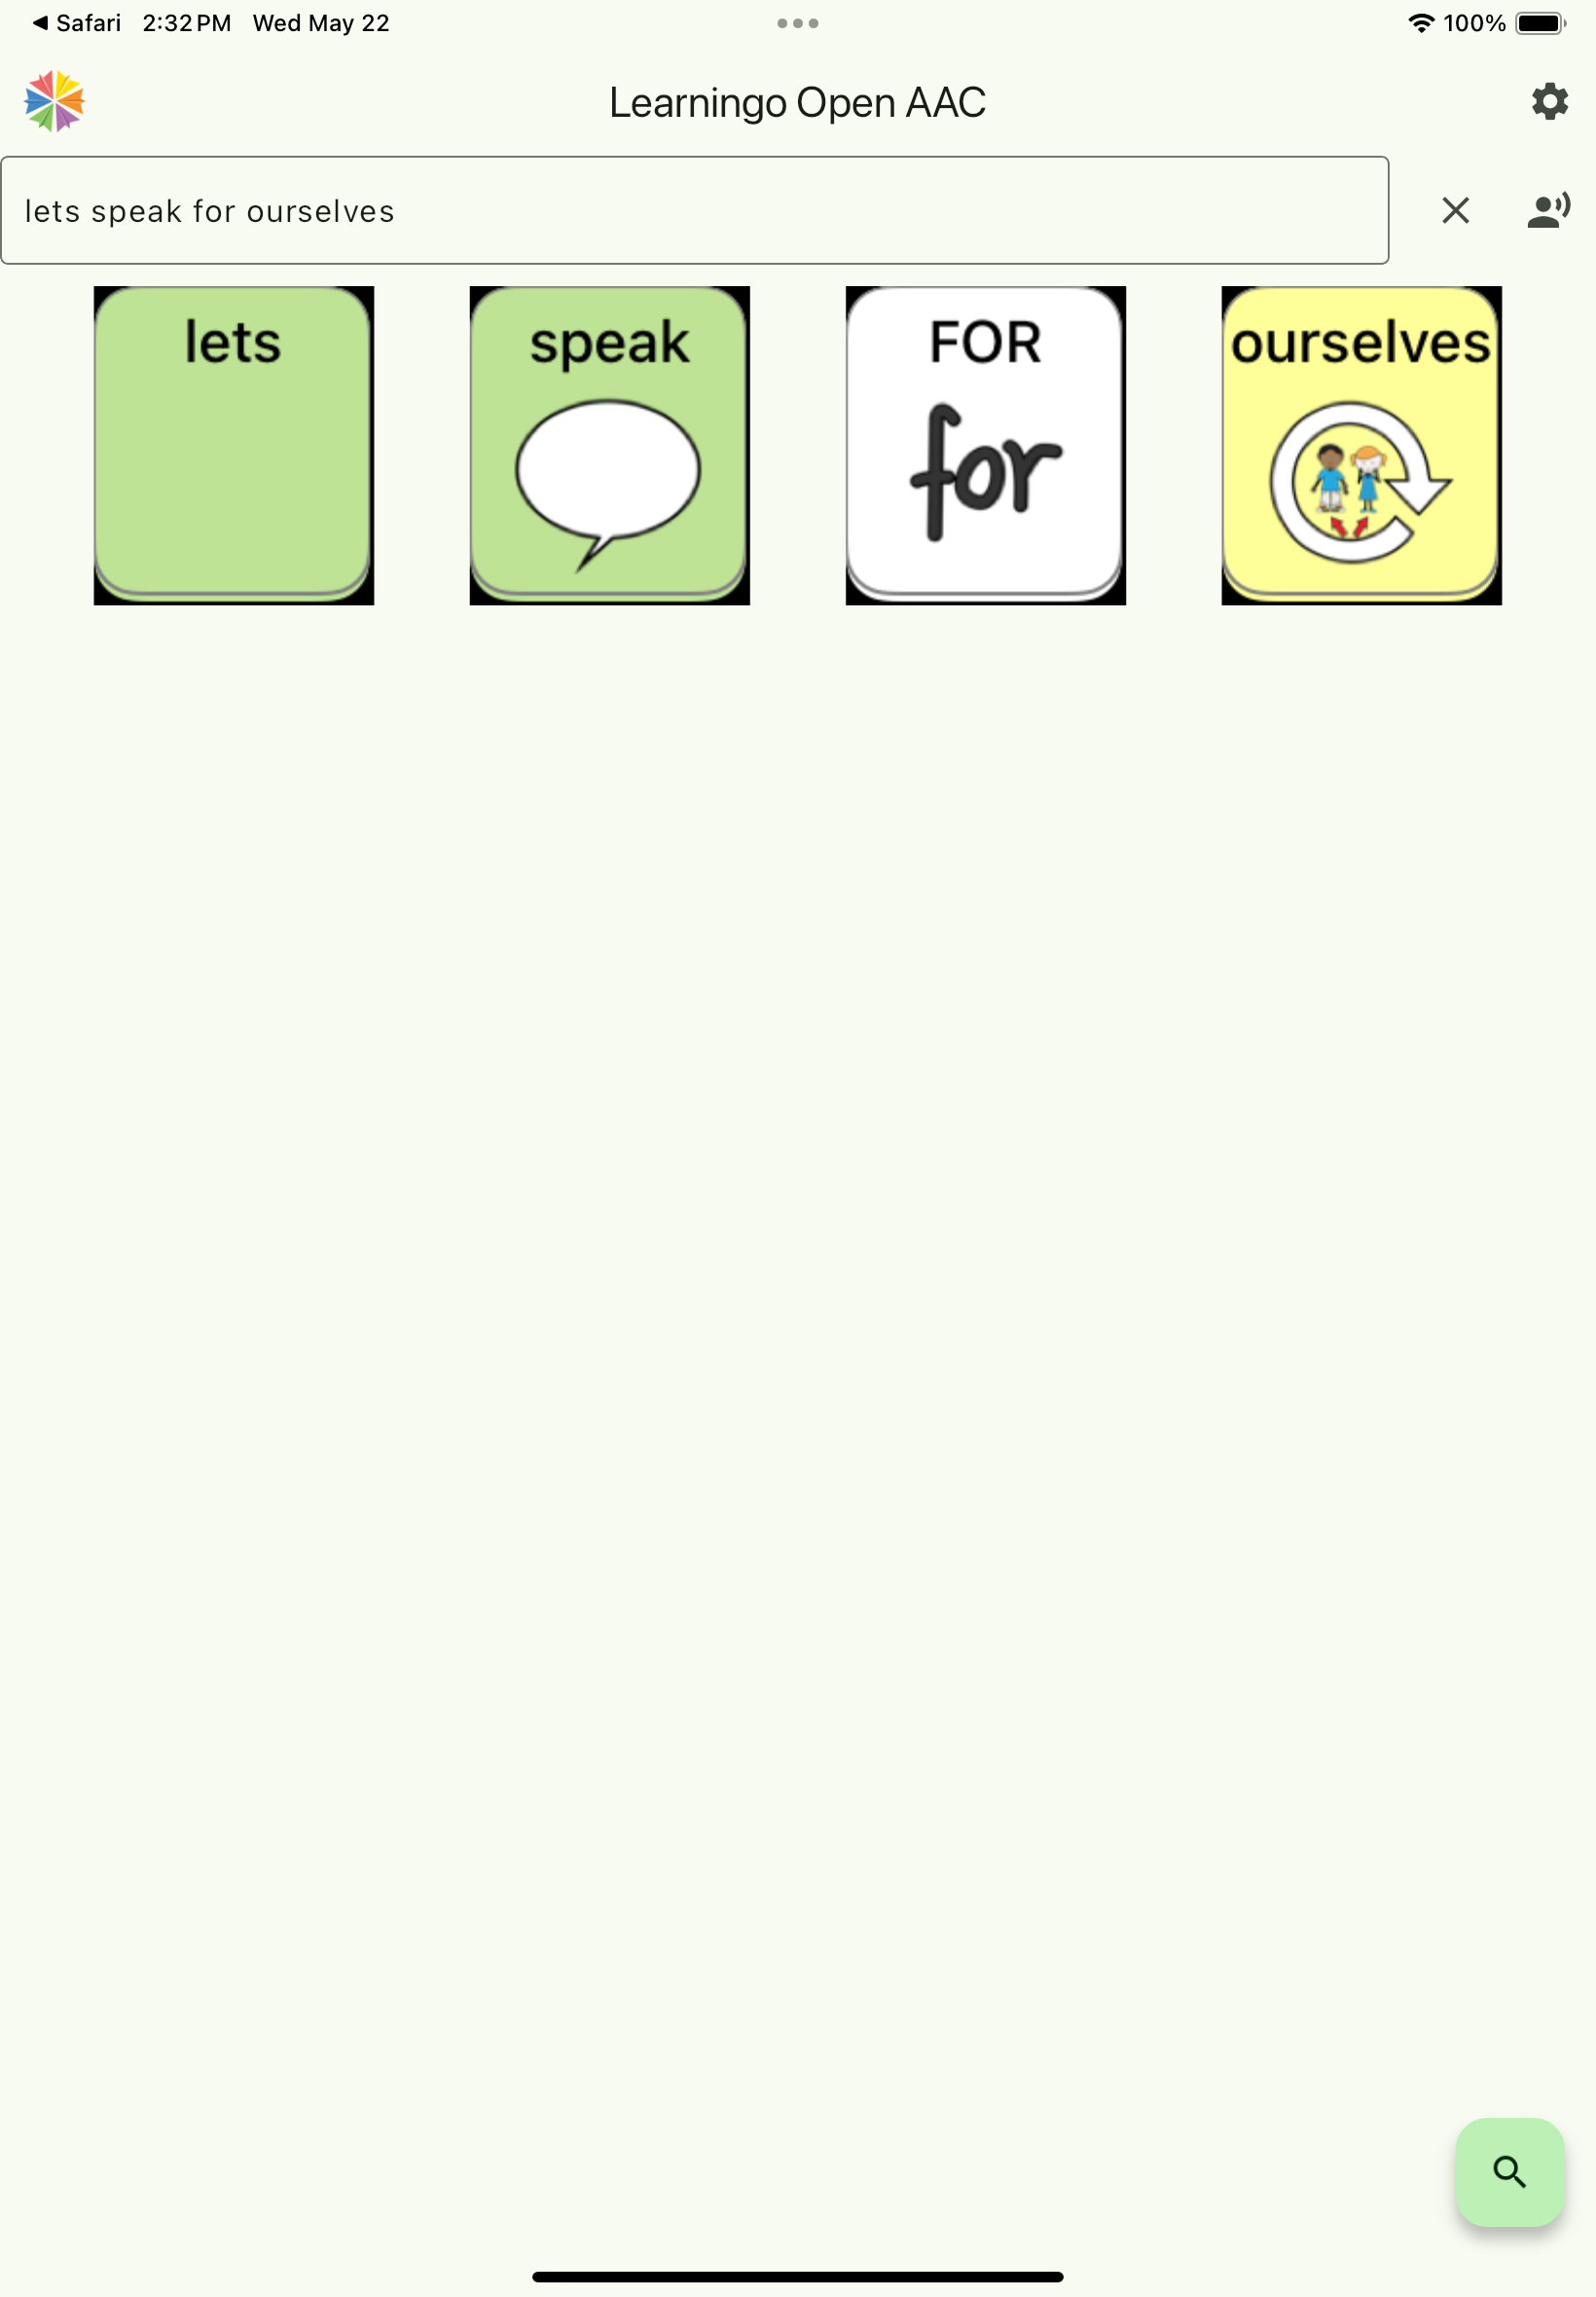 Safari 2:32 PM Wed May 22 100%
Learningo Open AAC
lets speak for ourselves
lets speak FOR ourselves
for